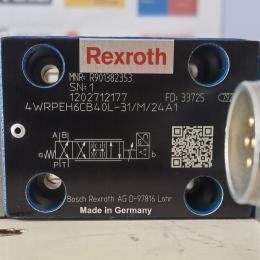 Rexroth
MNR: R901382353
SN: 1
1202712177
FD: 33725
4WRPEH6CB40L-31/M/24A1
A B
P T
Bosch Rexroth AG D-97816 Lohr
Made in Germany